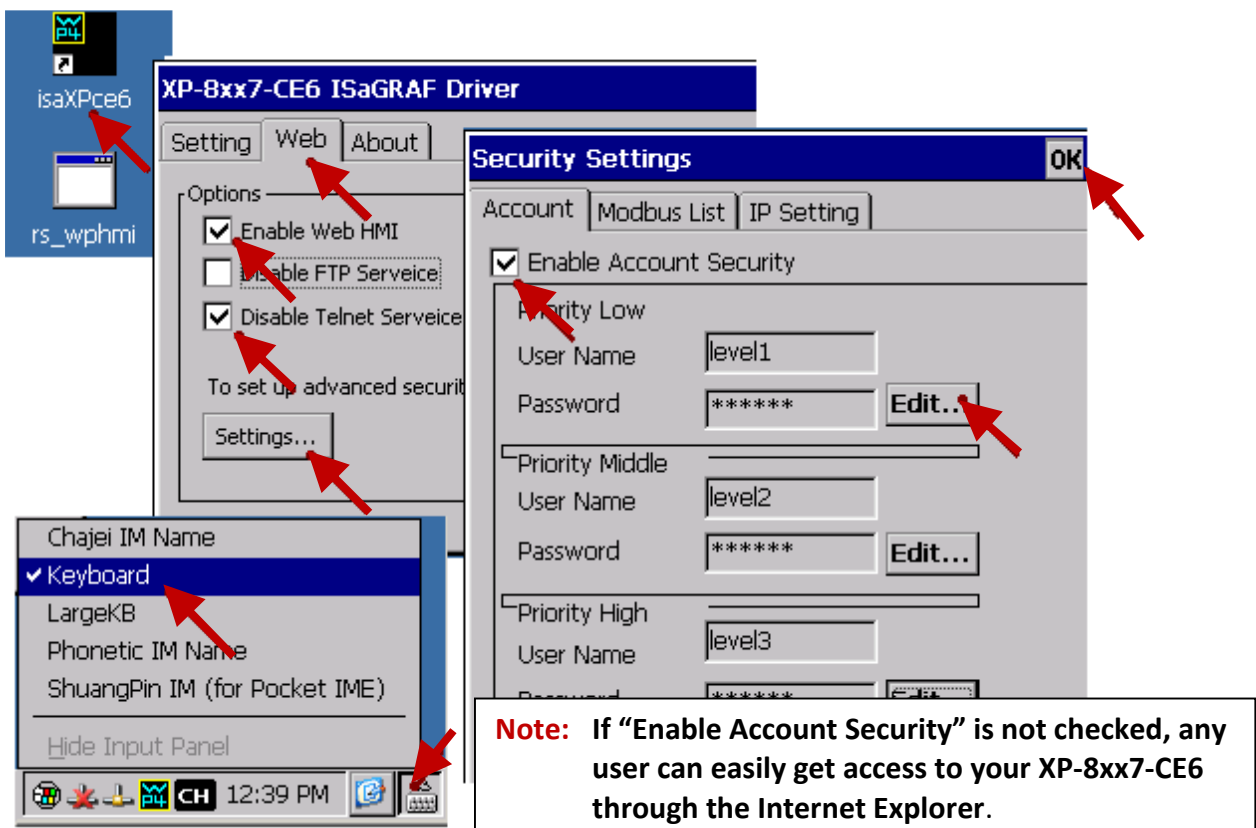 P4
isaXPce6
rs_wphmi
XP-8xx7-CE6 ISaGRAF Driver
Setting Web About
Options
Enable Web HMI
Disable FTP Serveice
Disable Telnet Serveice
To set up advanced securit
Settings...
Security Settings OK
Account Modbus List IP Setting
Enable Account Security
Priority Low
User Name level1
Password ****** Edit...
Priority Middle
User Name level2
Password ****** Edit...
Priority High
User Name level3
Password ****** Edit...
Chajei IM Name
Keyboard
LargeKB
Phonetic IM Name
ShuangPin IM (for Pocket IME)
Hide Input Panel
P4 CH 12:39 PM
Note: If “Enable Account Security” is not checked, any
user can easily get access to your XP-8xx7-CE6
through the Internet Explorer.